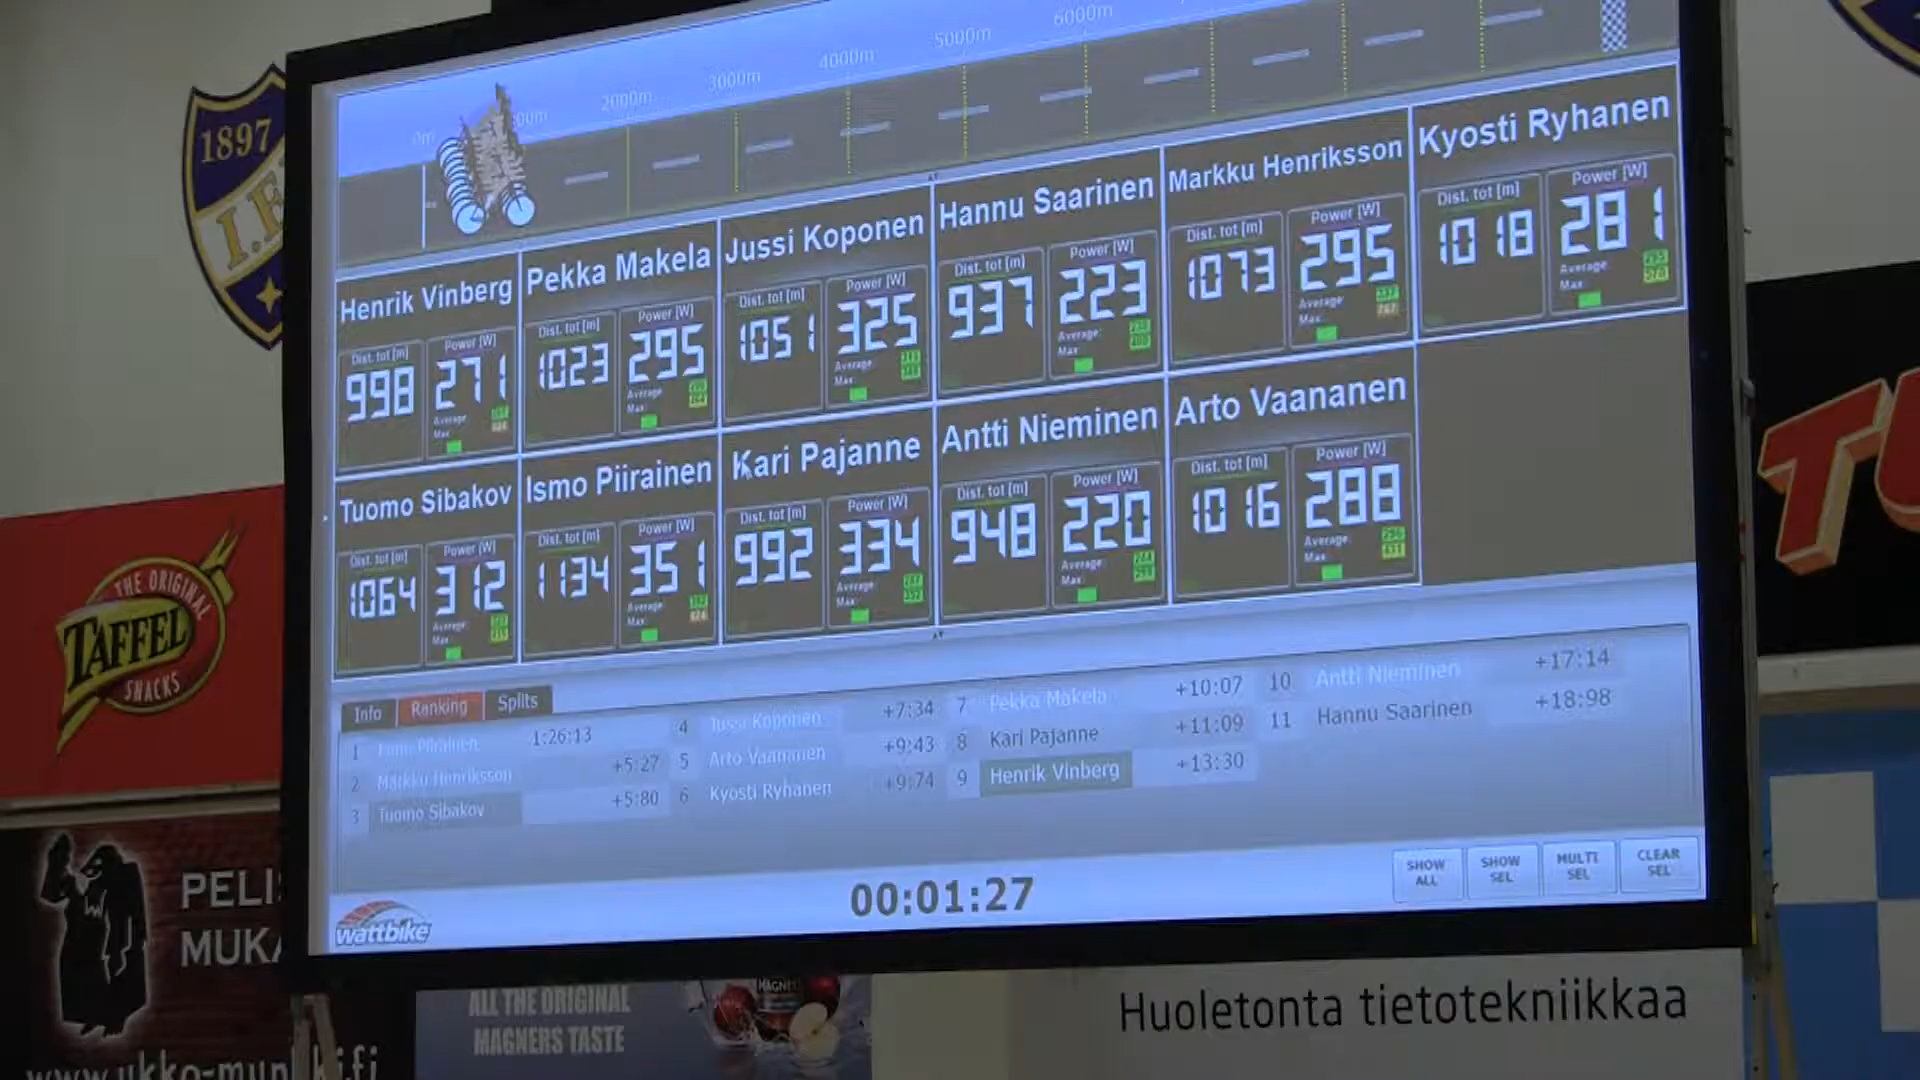 1897
0m
2000m
3000m
4000m
5000m
6000m
Henrik Vinberg
Dist. tot [m]
998
Power [W]
271
Average
Max
Pekka Makela
Dist. tot [m]
1023
Power [W]
295
Average
Max:
Jussi Koponen
Dist. tot [m]
1051
Power [W]
325
Average:
Max
Hannu Saarinen
Dist. tot [m]
937
Power [W]
223
Average:
Max
Markku Henriksson
Dist. tot [m]
1073
Power [W]
295
Average:
Max
Kyosti Ryhanen
Dist. tot [m]
1018
Power [W]
281
Average:
Max
Tuomo Sibakov
Dist. tot [m]
1064
Power [W]
312
Average:
Max
Ismo Piirainen
Dist. tot [m]
1134
Power [W]
351
Average:
Max:
Kari Pajanne
Dist. tot [m]
992
Power [W]
334
Average:
Max:
Antti Nieminen
Dist. tot [m]
948
Power [W]
220
Average:
Max
Arto Vaananen
Dist. tot [m]
1016
Power [W]
288
Average:
Max
Info Ranking Splits
1 Ismo Piirainen 1:26:13
2 Markku Henriksson +5:27
3 Tuomo Sibakov +5:80
4 Jussi Koponen +7:34
5 Arto Vaananen +9:43
6 Kyosti Ryhanen +9:74
7 Pekka Makela +10:07
8 Kari Pajanne +11:09
9 Henrik Vinberg +13:30
10 Antti Nieminen +17:14
11 Hannu Saarinen +18:98
SHOW ALL
SHOW SEL
MULTI SEL
CLEAR SEL
00:01:27
wattbike
THE ORIGINAL
TAFFEL
SNACKS
ALL THE ORIGINAL
MAGNERS TASTE
Huoletonta tietotekniikkaa